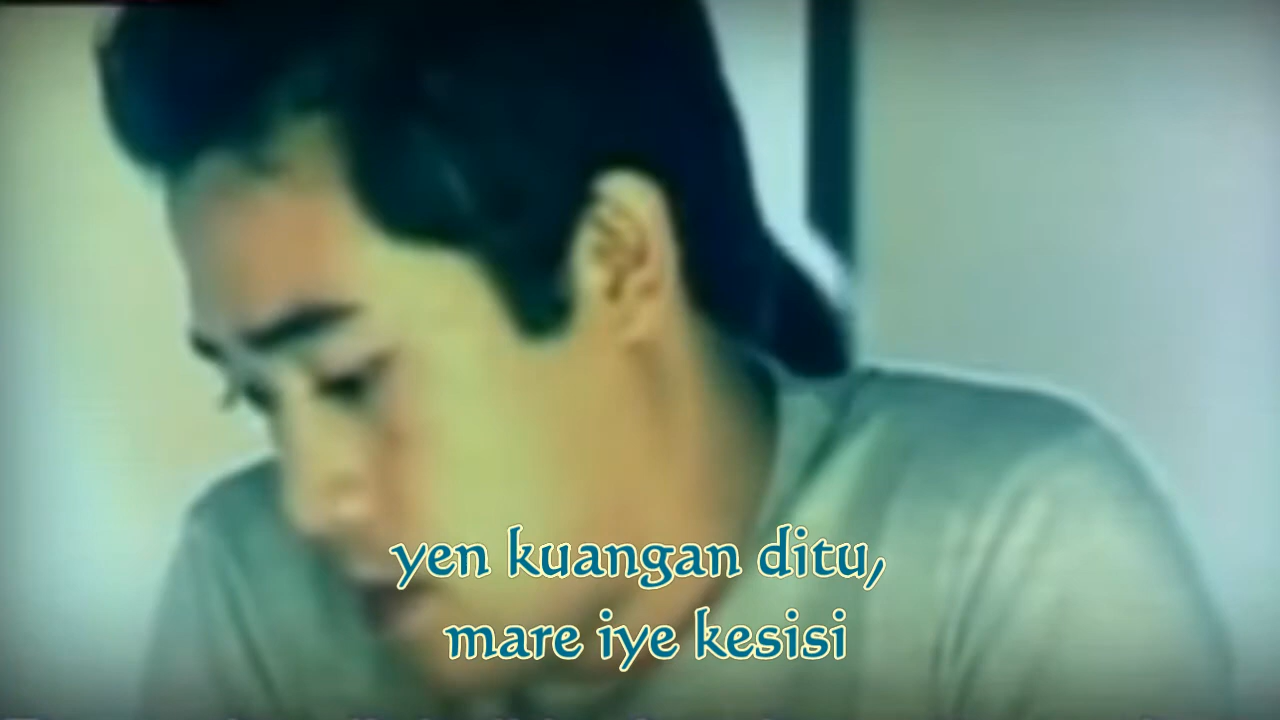 yen kuangan ditu,
mare iye kesisi